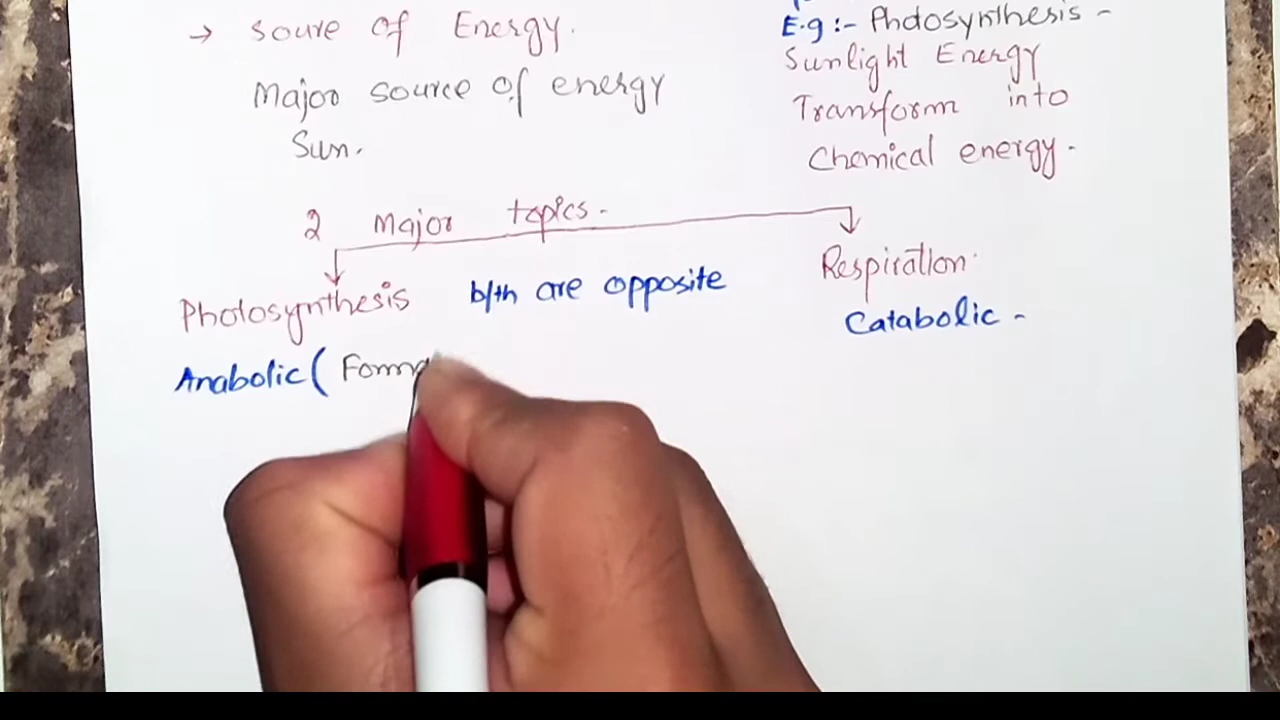 → Soure of Energy.
Major source of energy
Sun.
E.g :- Photosynthesis -
Sunlight Energy
Transform into
Chemical energy.
2 Major topics.
Photosynthesis b/th are opposite Respiration.
Anabolic ( Forma
Catabolic -